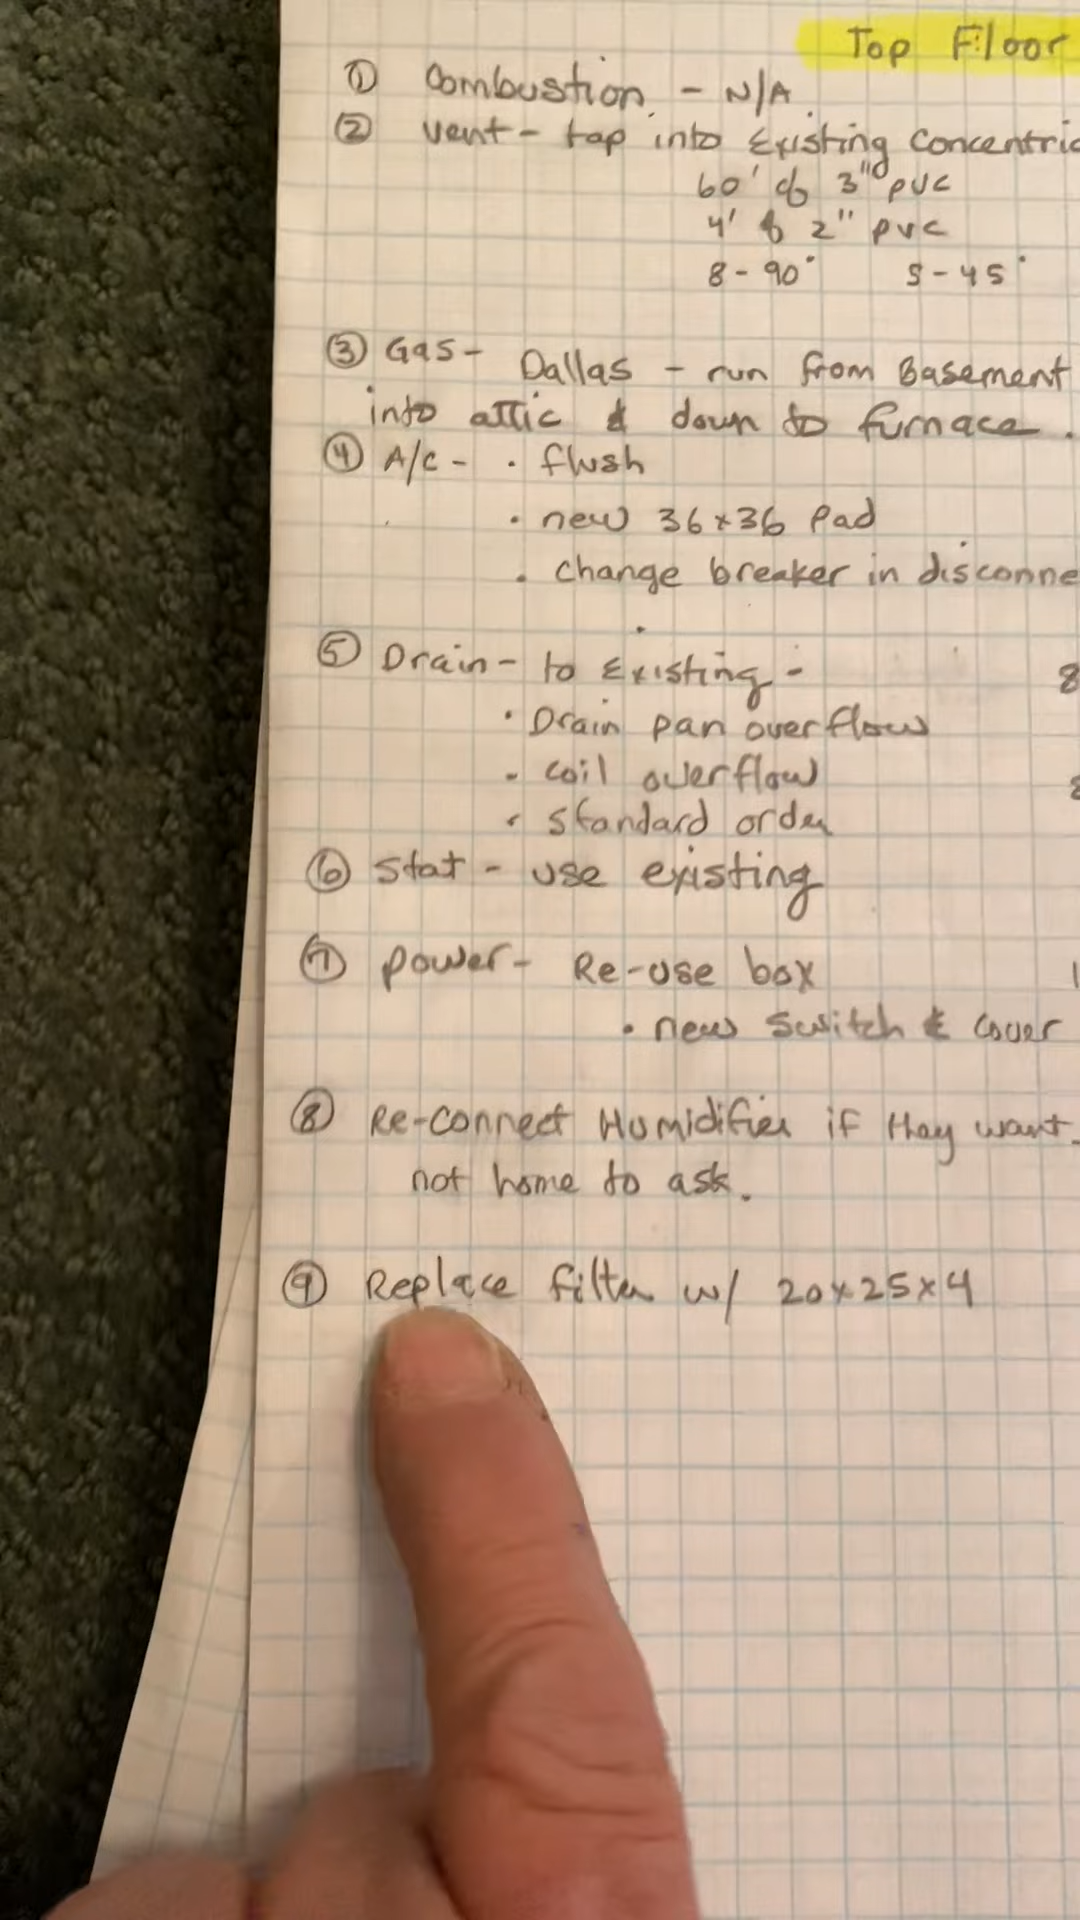 Top Floor
① Combustion - N/A
② Vent - tap into Existing Concentric
60' of 3" pvc
4' of 2" pvc
8-90° 5-45°
③ Gas - Dallas - run from Basement
into attic & down to furnace.
④ A/C - • flush
• new 36x36 Pad
• change breaker in disconne
⑤ Drain - to Existing - 8
• Drain pan overflow
• coil overflow
• standard order
⑥ Stat - use existing
⑦ power - Re-use box
• new switch & cover
⑧ Re-connect Humidifier if they want.
not home to ask.
⑨ Replace filter w/ 20x25x4